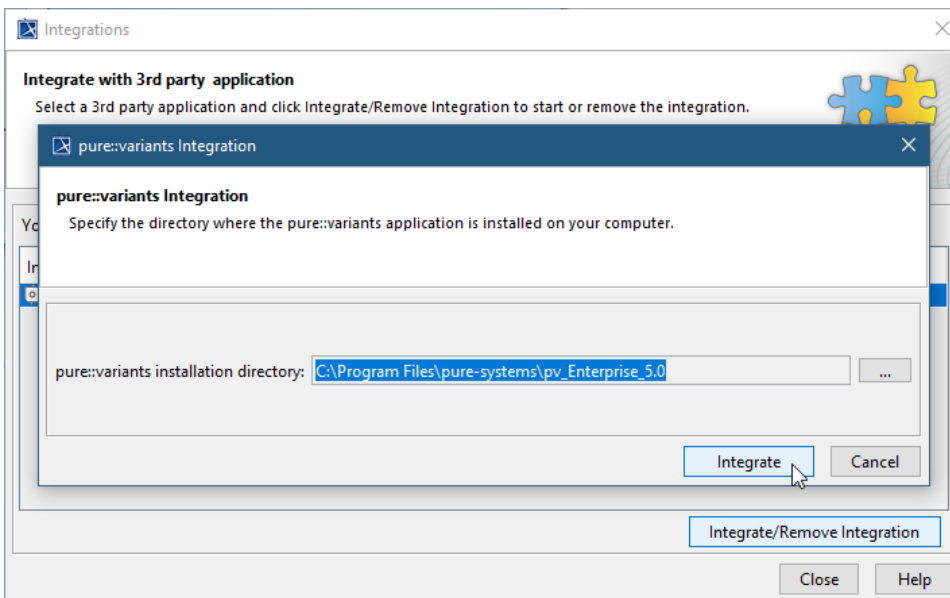 Integrations
Integrate with 3rd party application
Select a 3rd party application and click Integrate/Remove Integration to start or remove the integration.
pure::variants Integration
pure::variants Integration
Specify the directory where the pure::variants application is installed on your computer.
pure::variants installation directory:
C:\Program Files\pure-systems\pv_Enterprise_5.0
...
Integrate
Cancel
Integrate/Remove Integration
Close
Help